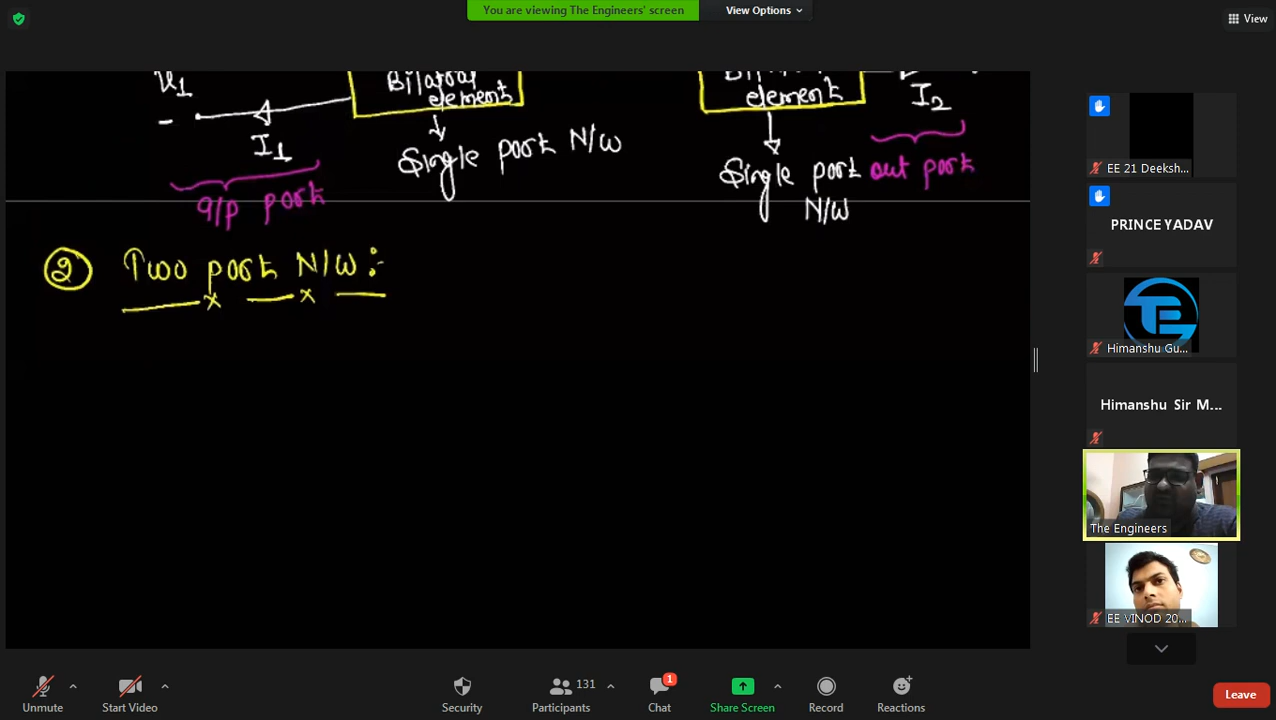 You are viewing The Engineers' screen
View Options
View
U1
-
I1
Bilateral
element
Single port N/W
i/p port
element
I2
Single port
N/W
out port
② Two port N/W :-
EE 21 Deeksh...
PRINCE YADAV
Himanshu Gu...
Himanshu Sir M...
The Engineers
EE VINOD 20...
Unmute
Start Video
Security
131
Participants
1
Chat
Share Screen
Record
Reactions
Leave